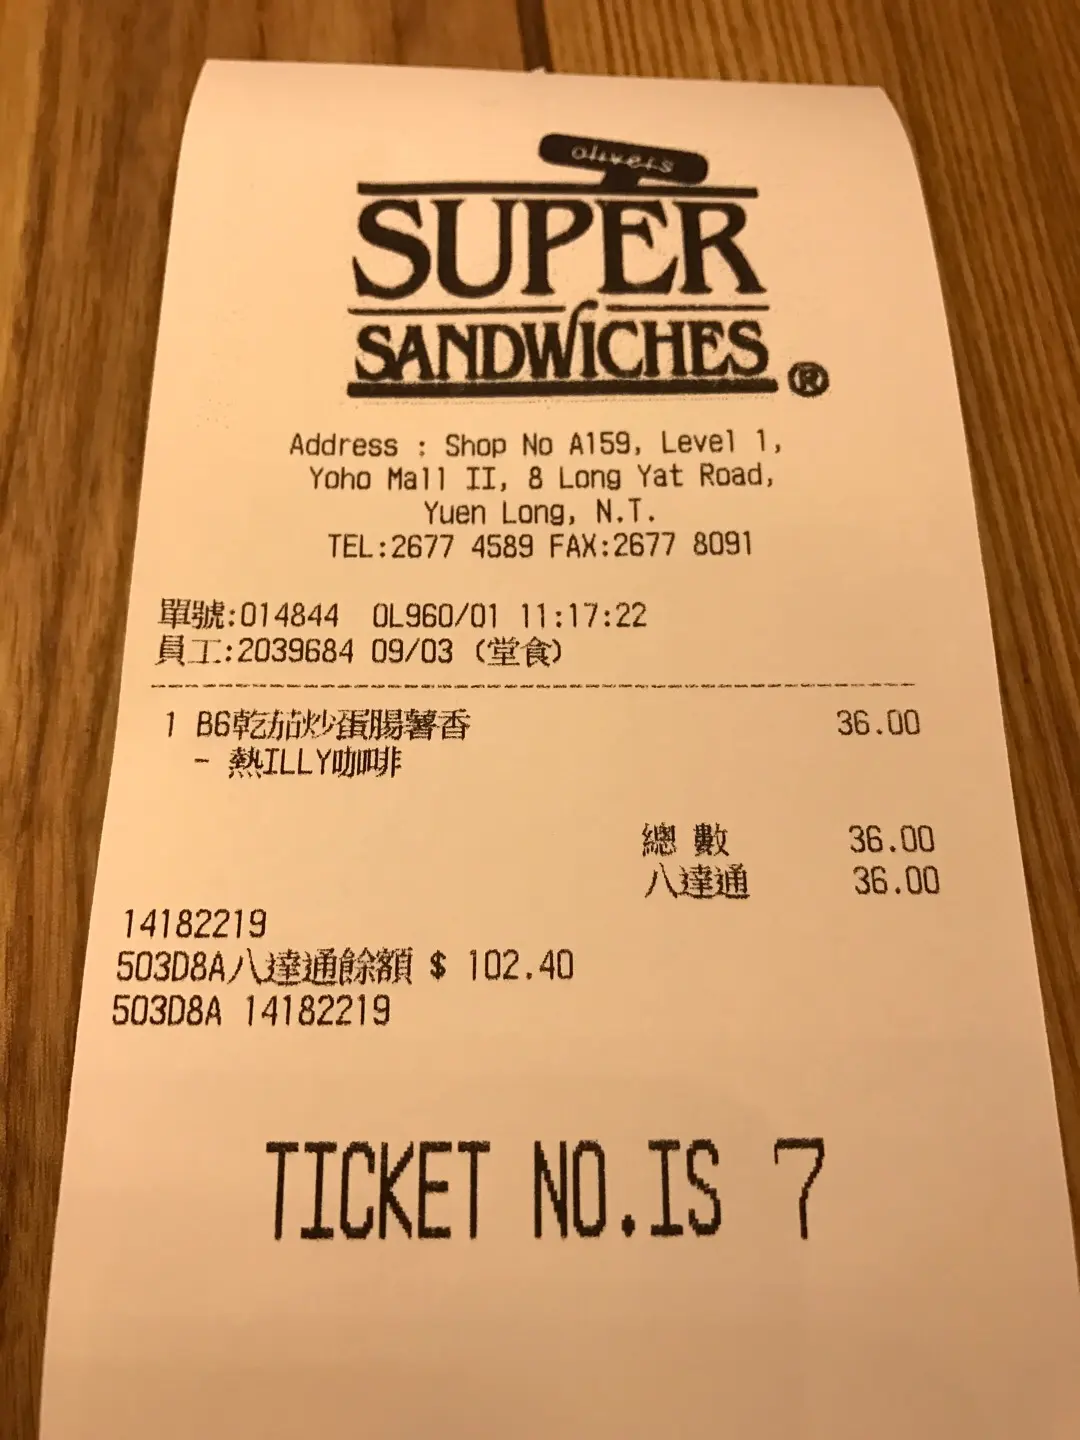 olivers
SUPER
SANDWICHES
®
Address : Shop No A159, Level 1,
Yoho Mall II, 8 Long Yat Road,
Yuen Long, N.T.
TEL:2677 4589 FAX:2677 8091
單號:014844 OL960/01 11:17:22
員工:2039684 09/03 (堂食)
1 B6乾茄炒蛋腸薯香 36.00
- 熱ILLY咖啡
總 數 36.00
八達通 36.00
14182219
503D8A八達通餘額 $ 102.40
503D8A 14182219
TICKET NO.IS 7